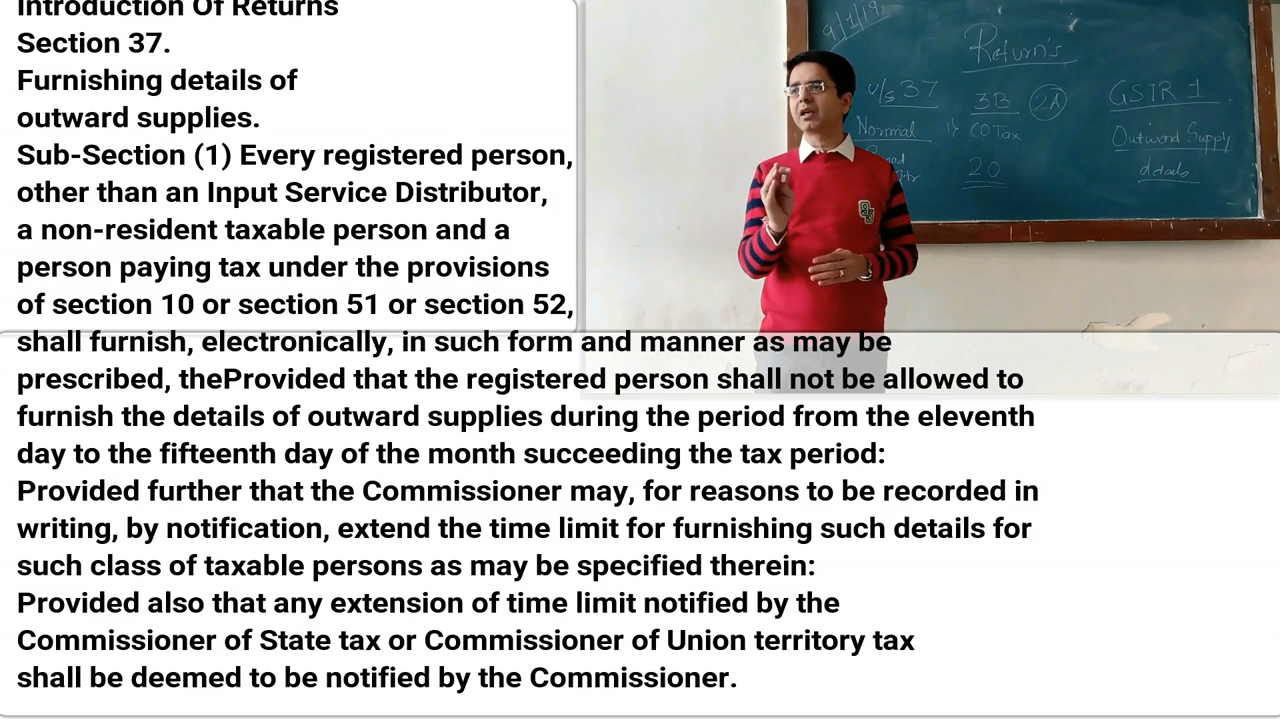 Introduction Of Returns
Section 37.
Furnishing details of
outward supplies.
Sub-Section (1) Every registered person,
other than an Input Service Distributor,
a non-resident taxable person and a
person paying tax under the provisions
of section 10 or section 51 or section 52,
shall furnish, electronically, in such form and manner as may be
prescribed, theProvided that the registered person shall not be allowed to
furnish the details of outward supplies during the period from the eleventh
day to the fifteenth day of the month succeeding the tax period:
Provided further that the Commissioner may, for reasons to be recorded in
writing, by notification, extend the time limit for furnishing such details for
such class of taxable persons as may be specified therein:
Provided also that any extension of time limit notified by the
Commissioner of State tax or Commissioner of Union territory tax
shall be deemed to be notified by the Commissioner.
9/1/19
Return's
u/s 37
Normal
3B 2A
CO Tax
20
GSTR 1
Outward Supply
details